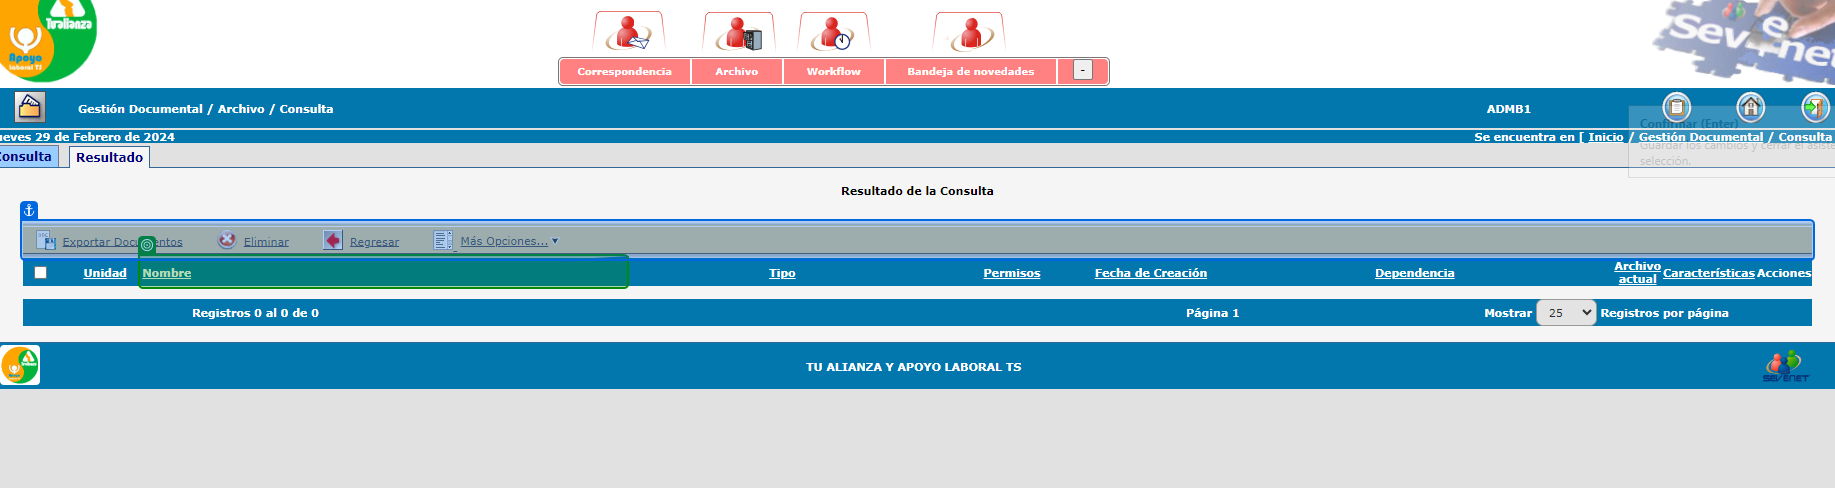 Tu alianza
Apoyo
laboral TS
Sevenet
Correspondencia
Archivo
Workflow
Bandeja de novedades
-
Gestión Documental / Archivo / Consulta
ADMB1
Confirmar (Enter)
ueves 29 de Febrero de 2024
Se encuentra en [ Inicio / Gestión Documental / Consulta
Guardar los cambios y cerrar el asiste
selección.
onsulta
Resultado
Resultado de la Consulta
Exportar Documentos
Eliminar
Regresar
Más Opciones...
Unidad
Nombre
Tipo
Permisos
Fecha de Creación
Dependencia
Archivo
actual
Características
Acciones
Registros 0 al 0 de 0
Página 1
Mostrar
25
Registros por página
TU ALIANZA Y APOYO LABORAL TS
SEVENET